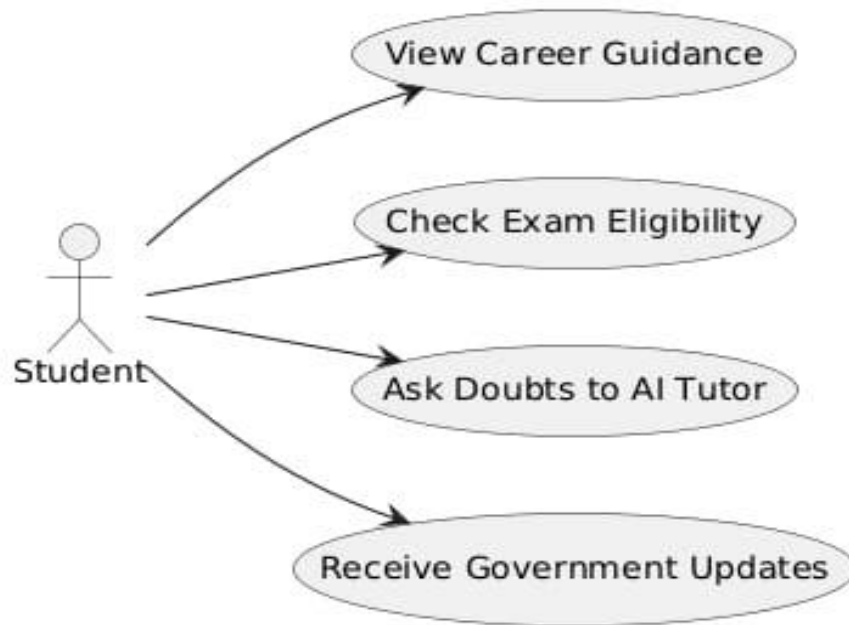 View Career Guidance
Check Exam Eligibility
Student
Ask Doubts to AI Tutor
Receive Government Updates